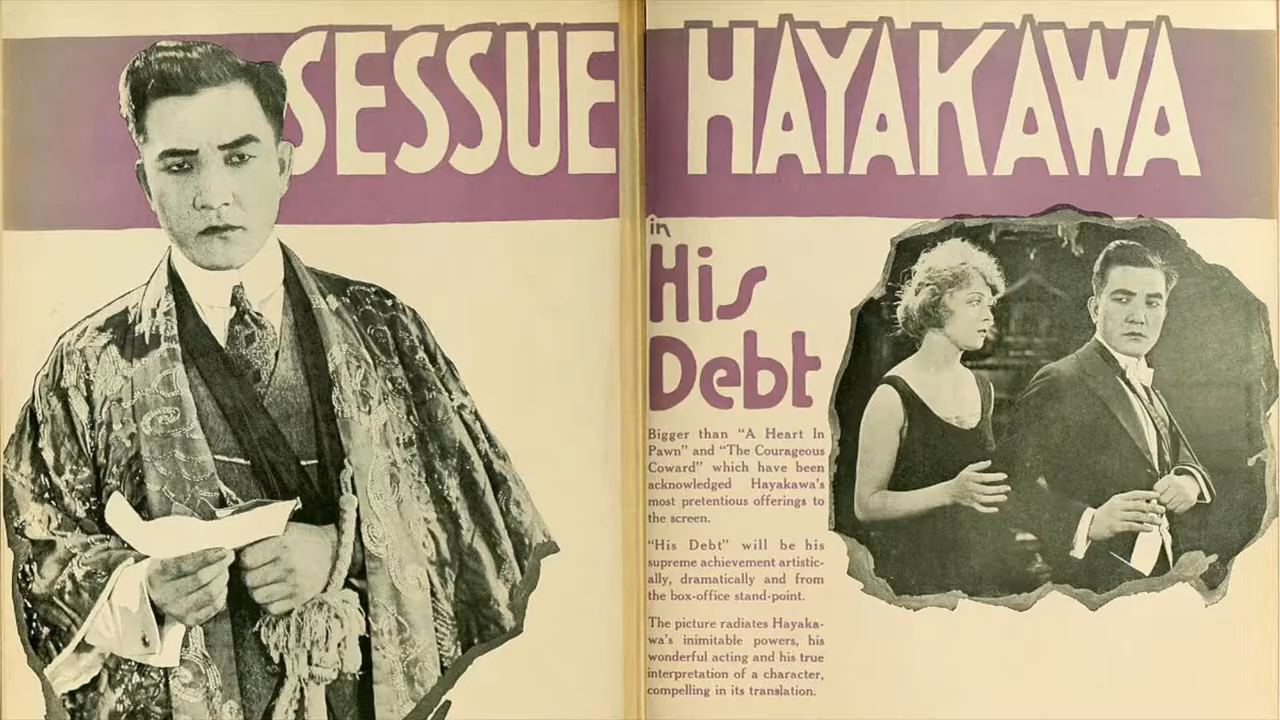 SESSUE HAYAKAWA
in
His
Debt
Bigger than “A Heart In
Pawn” and “The Courageous
Coward” which have been
acknowledged Hayakawa’s
most pretentious offerings to
the screen.
“His Debt” will be his
supreme achievement artistic-
ally, dramatically and from
the box-office stand-point.
The picture radiates Hayaka-
wa’s inimitable powers, his
wonderful acting and his true
interpretation of a character,
compelling in its translation.